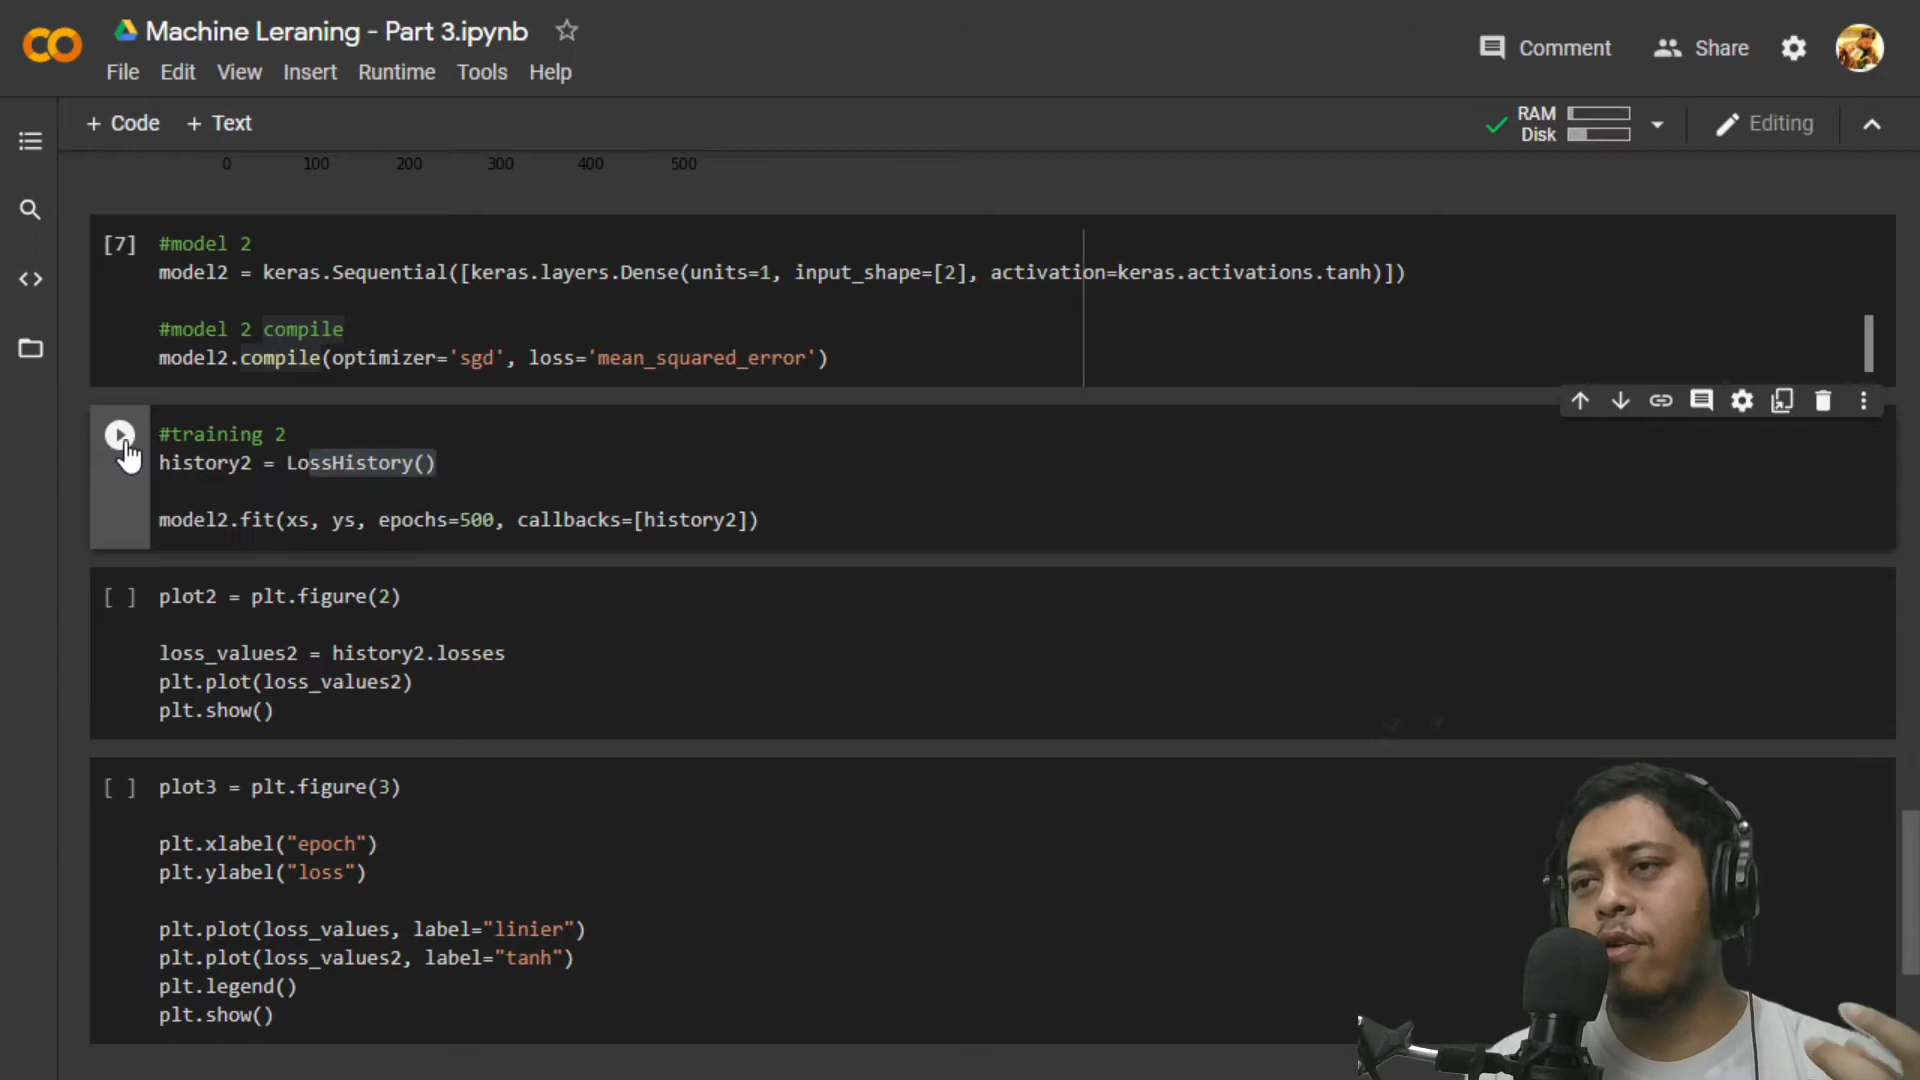 Machine Leraning - Part 3.ipynb
Comment
Share
File Edit View Insert Runtime Tools Help
+ Code + Text
RAM
Disk
Editing
0 100 200 300 400 500
[7] #model 2
model2 = keras.Sequential([keras.layers.Dense(units=1, input_shape=[2], activation=keras.activations.tanh)])
#model 2 compile
model2.compile(optimizer='sgd', loss='mean_squared_error')
#training 2
history2 = LossHistory()
model2.fit(xs, ys, epochs=500, callbacks=[history2])
[ ] plot2 = plt.figure(2)
loss_values2 = history2.losses
plt.plot(loss_values2)
plt.show()
[ ] plot3 = plt.figure(3)
plt.xlabel("epoch")
plt.ylabel("loss")
plt.plot(loss_values, label="linier")
plt.plot(loss_values2, label="tanh")
plt.legend()
plt.show()